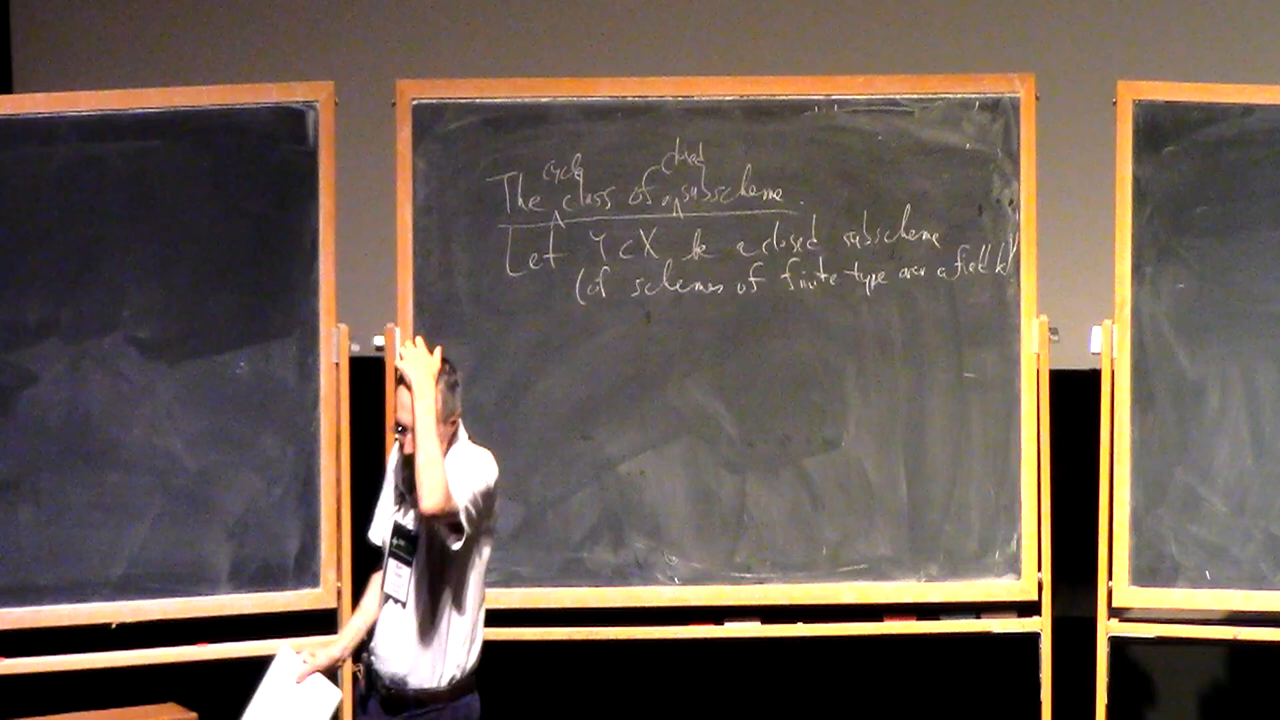 The cycle class of a closed subscheme.
Let Y ⊂ X be a closed subscheme
(of schemes of finite type over a field k)